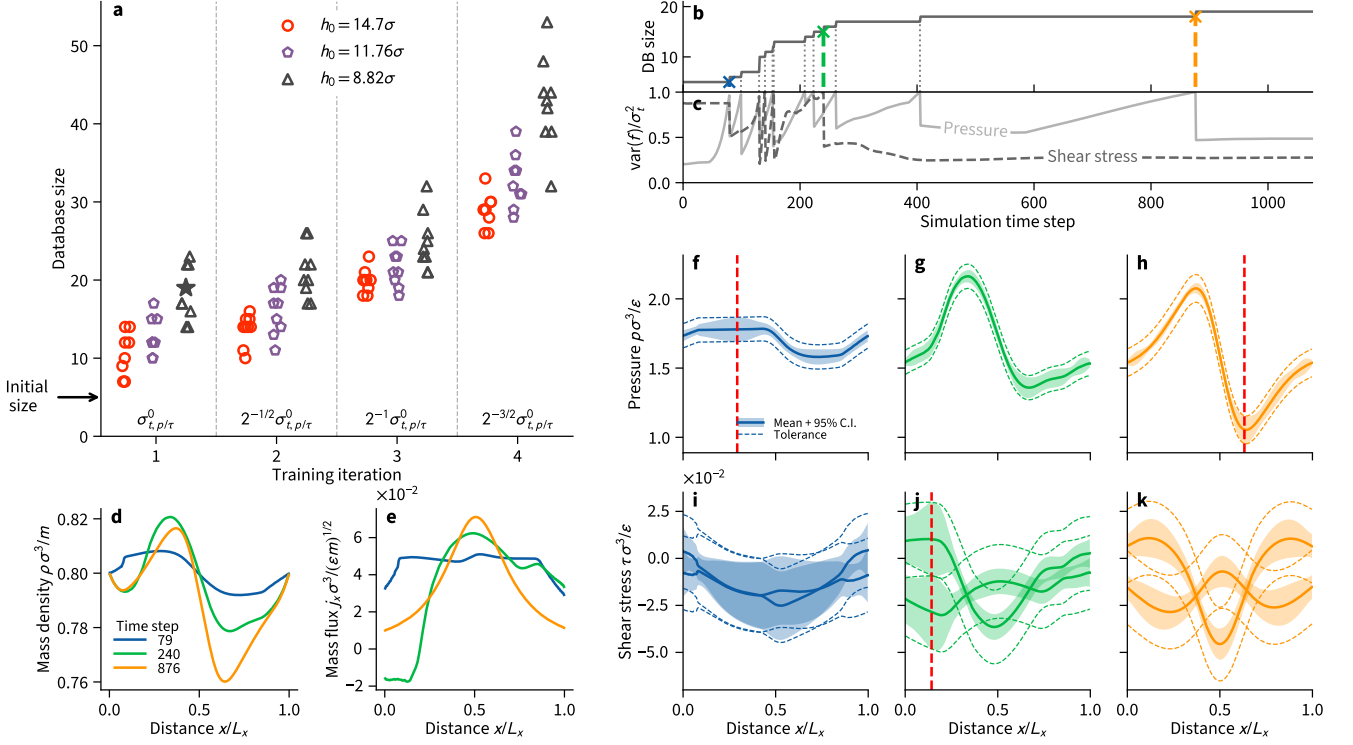 a
50
40
30
20
10
0
Database size
Initial
size
h₀ = 14.7σ
h₀ = 11.76σ
h₀ = 8.82σ
σ⁰ₜ,ₚ/τ
2⁻¹/²σ⁰ₜ,ₚ/τ
2⁻¹σ⁰ₜ,ₚ/τ
2⁻³/²σ⁰ₜ,ₚ/τ
1 2 3 4
Training iteration
b
20
10
DB size
c
1.0
0.5
0.0
var(f)/σₜ²
Pressure
Shear stress
0 200 400 600 800 1000
Simulation time step
d
0.82
0.80
0.78
0.76
Mass density ρσ³/m
Time step
79
240
876
0.0 0.5 1.0
Distance x/Lₓ
e
×10⁻²
6
4
2
0
−2
Mass flux jₓσ³/(εm)¹/²
0.0 0.5 1.0
Distance x/Lₓ
f
2.0
1.5
1.0
Pressure pσ³/ε
Mean + 95% C.I.
Tolerance
g
h
×10⁻²
i
2.5
0.0
−2.5
−5.0
Shear stress τσ³/ε
j
k
0.0 0.5 1.0
0.0 0.5 1.0
0.0 0.5 1.0
Distance x/Lₓ
Distance x/Lₓ
Distance x/Lₓ